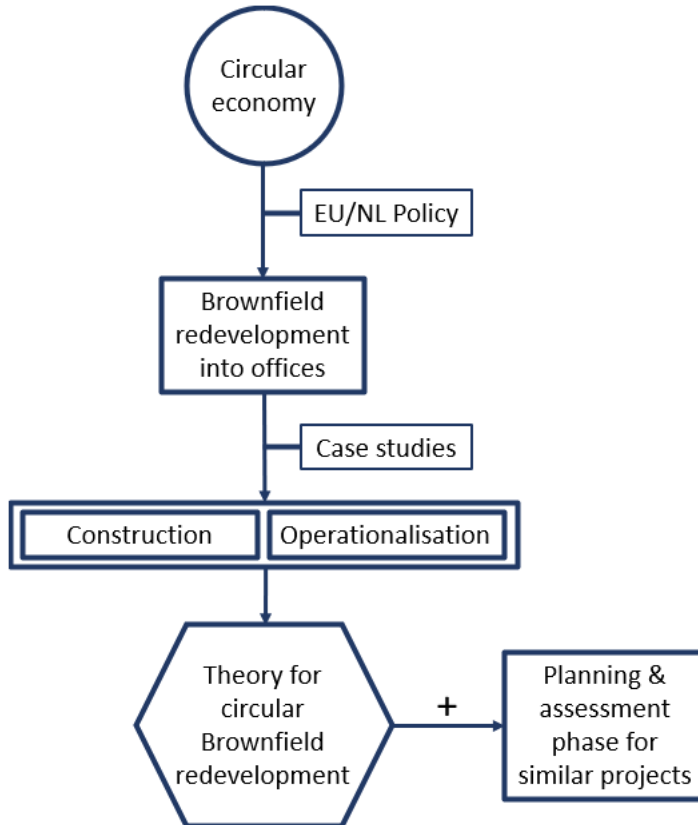 Circular
economy
EU/NL Policy
Brownfield
redevelopment
into offices
Case studies
Construction
Operationalisation
Theory for
circular
Brownfield
redevelopment
+
Planning &
assessment
phase for
similar projects